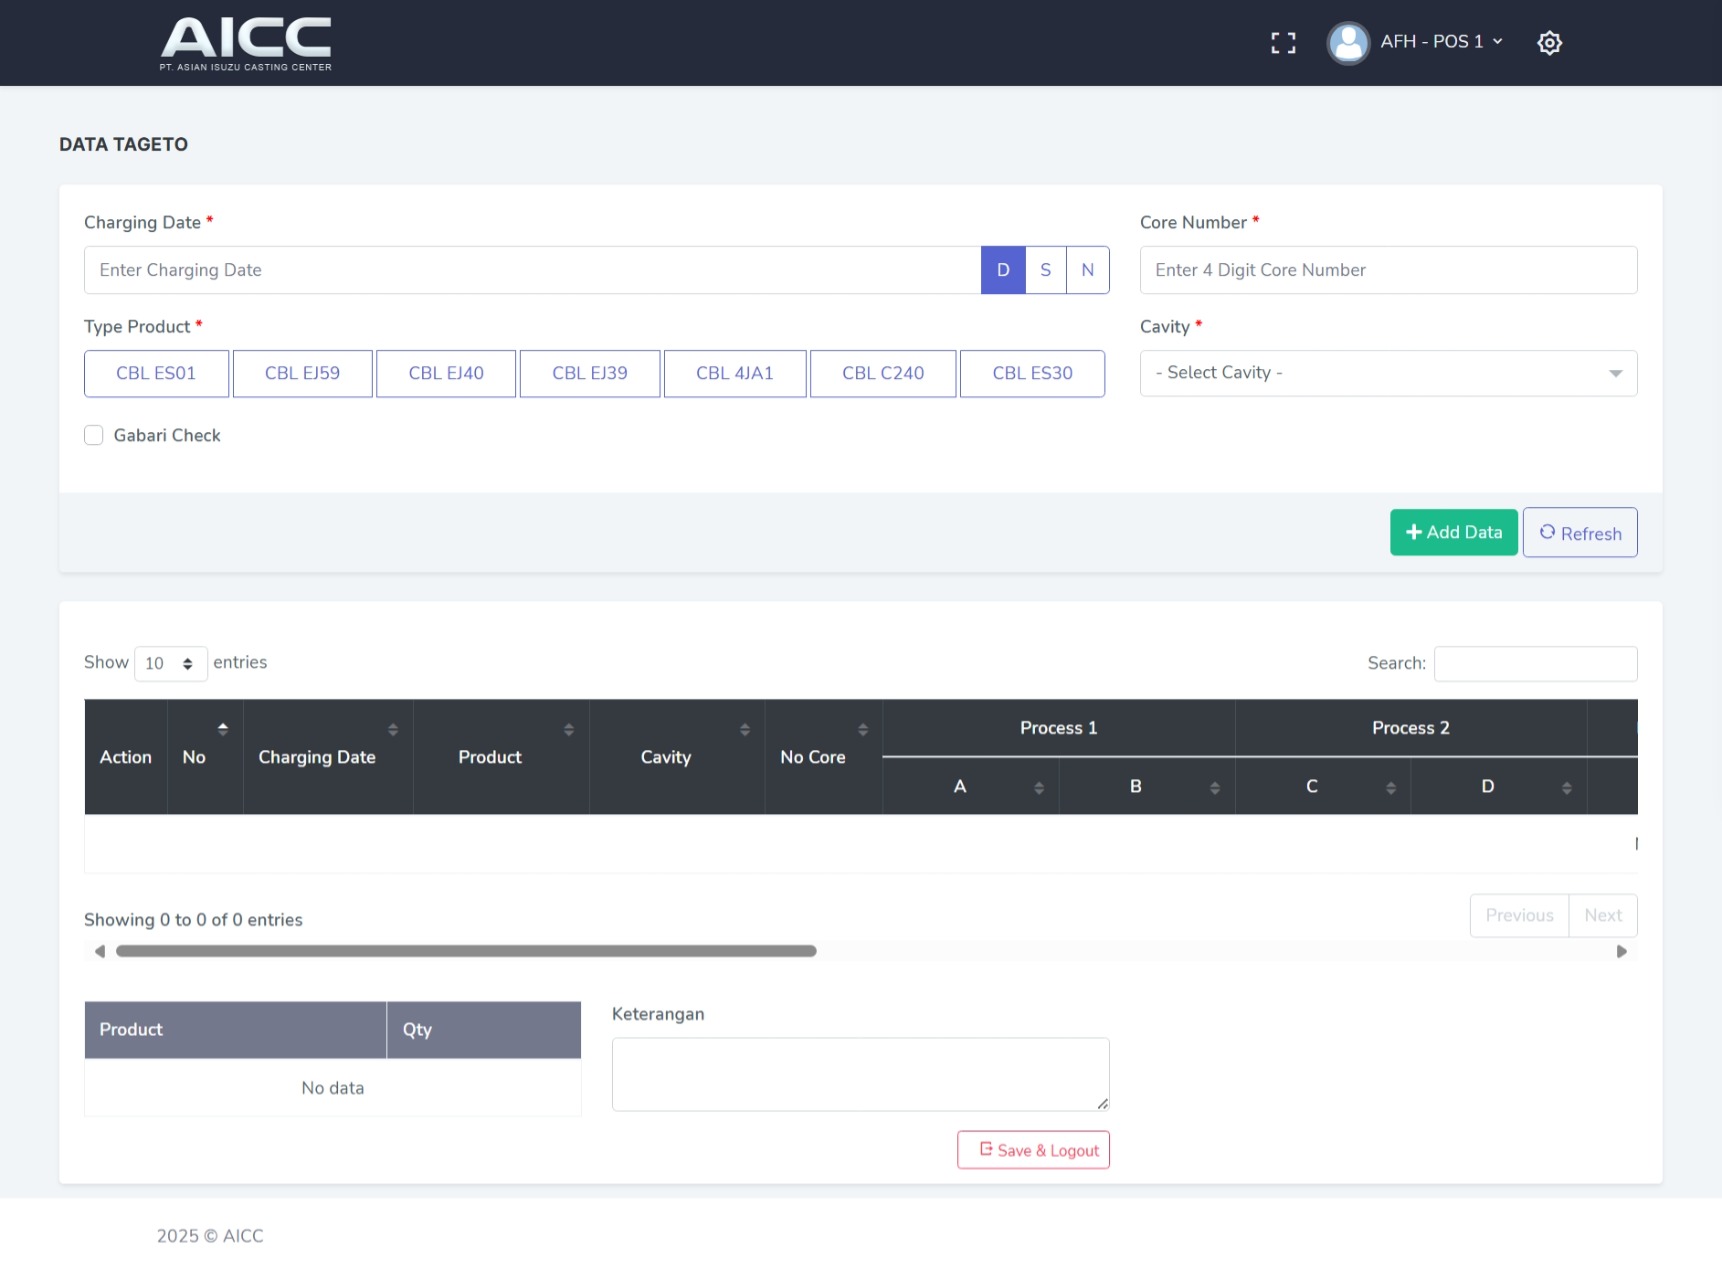 AICC
PT. ASIAN ISUZU CASTING CENTER
AFH - POS 1
DATA TAGETO
Charging Date *
Core Number *
Enter Charging Date
D
S
N
Enter 4 Digit Core Number
Type Product *
Cavity *
CBL ES01
CBL EJ59
CBL EJ40
CBL EJ39
CBL 4JA1
CBL C240
CBL ES30
- Select Cavity -
Gabari Check
Add Data
Refresh
Show 10 entries
Search:
Action
No
Charging Date
Product
Cavity
No Core
Process 1
Process 2
A
B
C
D
Showing 0 to 0 of 0 entries
Previous
Next
Product
Qty
No data
Keterangan
Save & Logout
2025 © AICC